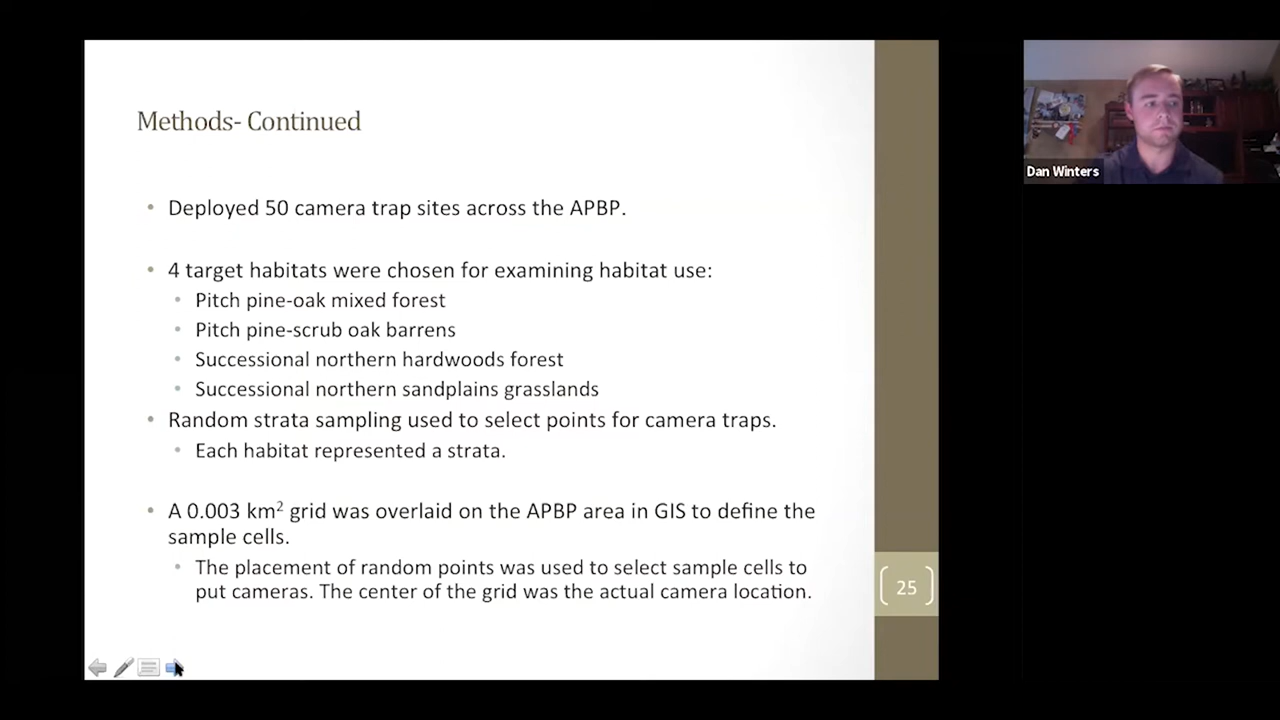 Methods- Continued
• Deployed 50 camera trap sites across the APBP.
• 4 target habitats were chosen for examining habitat use:
• Pitch pine-oak mixed forest
• Pitch pine-scrub oak barrens
• Successional northern hardwoods forest
• Successional northern sandplains grasslands
• Random strata sampling used to select points for camera traps.
• Each habitat represented a strata.
• A 0.003 km² grid was overlaid on the APBP area in GIS to define the
sample cells.
• The placement of random points was used to select sample cells to
put cameras. The center of the grid was the actual camera location.
25
Dan Winters